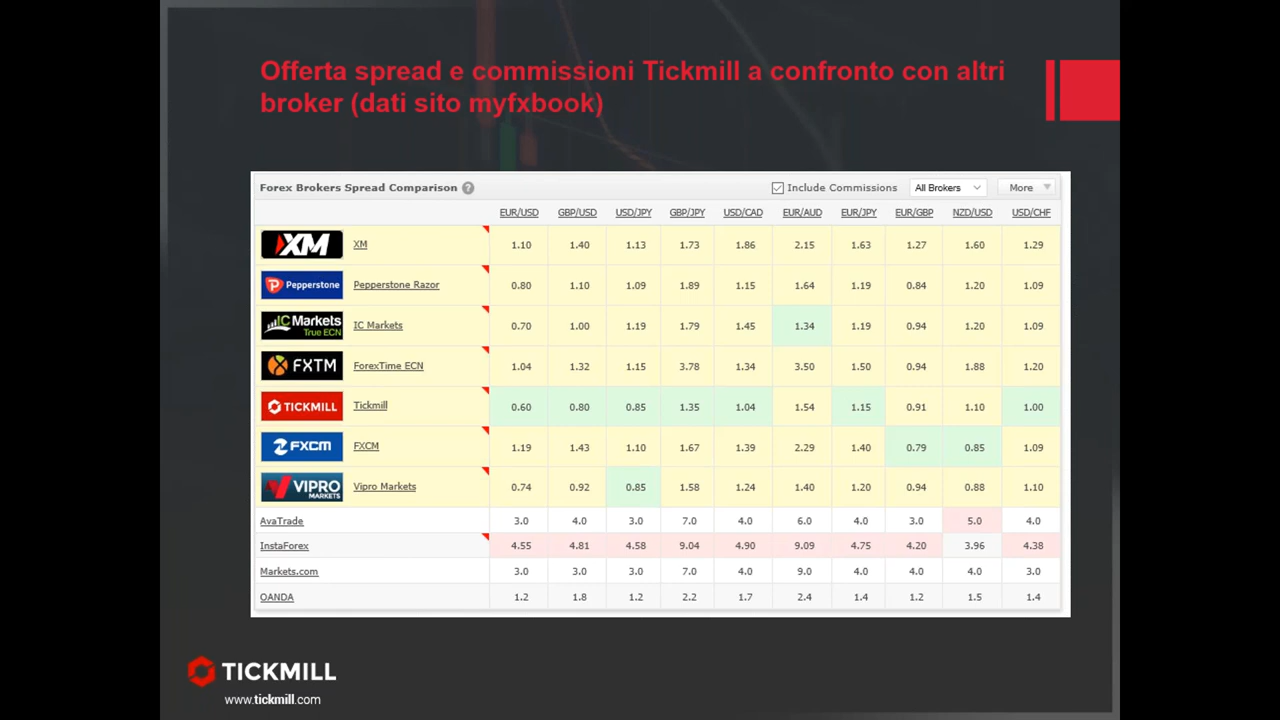 Offerta spread e commissioni Tickmill a confronto con altri
broker (dati sito myfxbook)
Forex Brokers Spread Comparison ? Include Commissions All Brokers More
EUR/USD GBP/USD USD/JPY GBP/JPY USD/CAD EUR/AUD EUR/JPY EUR/GBP NZD/USD USD/CHF
XM XM 1.10 1.40 1.13 1.73 1.86 2.15 1.63 1.27 1.60 1.29
Pepperstone Pepperstone Razor 0.80 1.10 1.09 1.89 1.15 1.64 1.19 0.84 1.20 1.09
IC Markets True ECN IC Markets 0.70 1.00 1.19 1.79 1.45 1.34 1.19 0.94 1.20 1.09
FXTM ForexTime ECN 1.04 1.32 1.15 3.78 1.34 3.50 1.50 0.94 1.88 1.20
TICKMILL Tickmill 0.60 0.80 0.85 1.35 1.04 1.54 1.15 0.91 1.10 1.00
FXCM FXCM 1.19 1.43 1.10 1.67 1.39 2.29 1.40 0.79 0.85 1.09
VIPRO MARKETS Vipro Markets 0.74 0.92 0.85 1.58 1.24 1.40 1.20 0.94 0.88 1.10
AvaTrade 3.0 4.0 3.0 7.0 4.0 6.0 4.0 3.0 5.0 4.0
InstaForex 4.55 4.81 4.58 9.04 4.90 9.09 4.75 4.20 3.96 4.38
Markets.com 3.0 3.0 3.0 7.0 4.0 9.0 4.0 4.0 4.0 3.0
OANDA 1.2 1.8 1.2 2.2 1.7 2.4 1.4 1.2 1.5 1.4
TICKMILL
www.tickmill.com